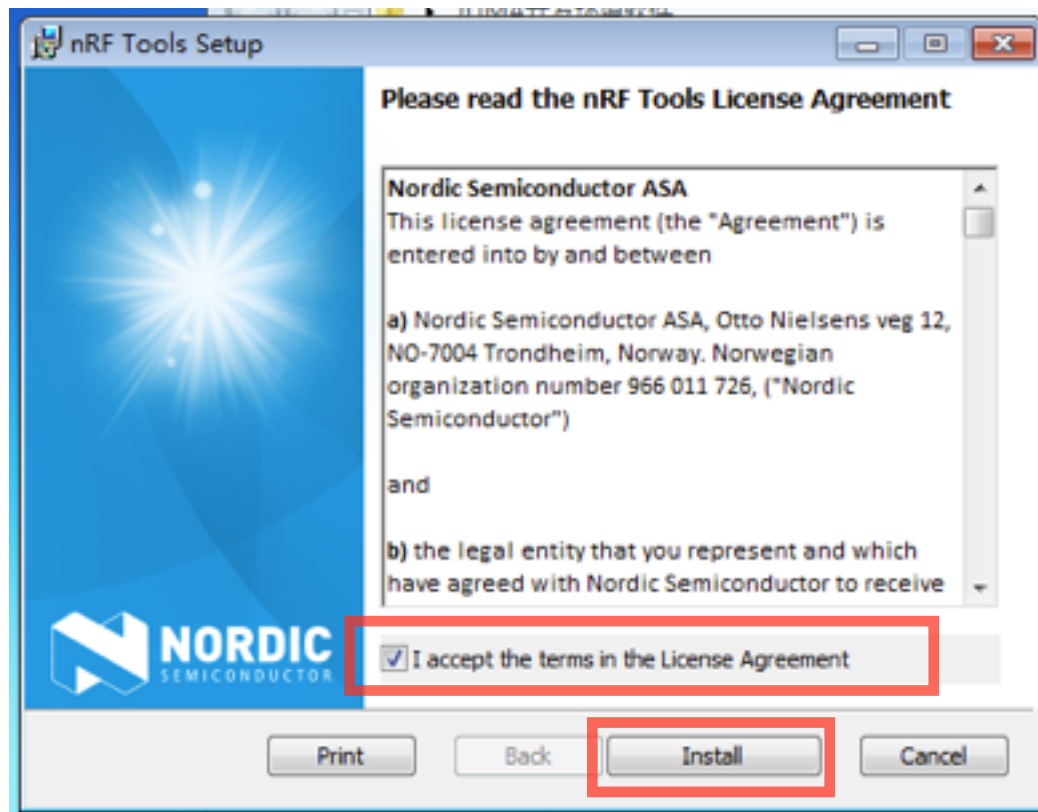 nRF Tools Setup
Please read the nRF Tools License Agreement
Nordic Semiconductor ASA
This license agreement (the "Agreement") is
entered into by and between
a) Nordic Semiconductor ASA, Otto Nielsens veg 12,
NO-7004 Trondheim, Norway. Norwegian
organization number 966 011 726, ("Nordic
Semiconductor")
and
b) the legal entity that you represent and which
have agreed with Nordic Semiconductor to receive
NORDIC
SEMICONDUCTOR
I accept the terms in the License Agreement
Print
Back
Install
Cancel